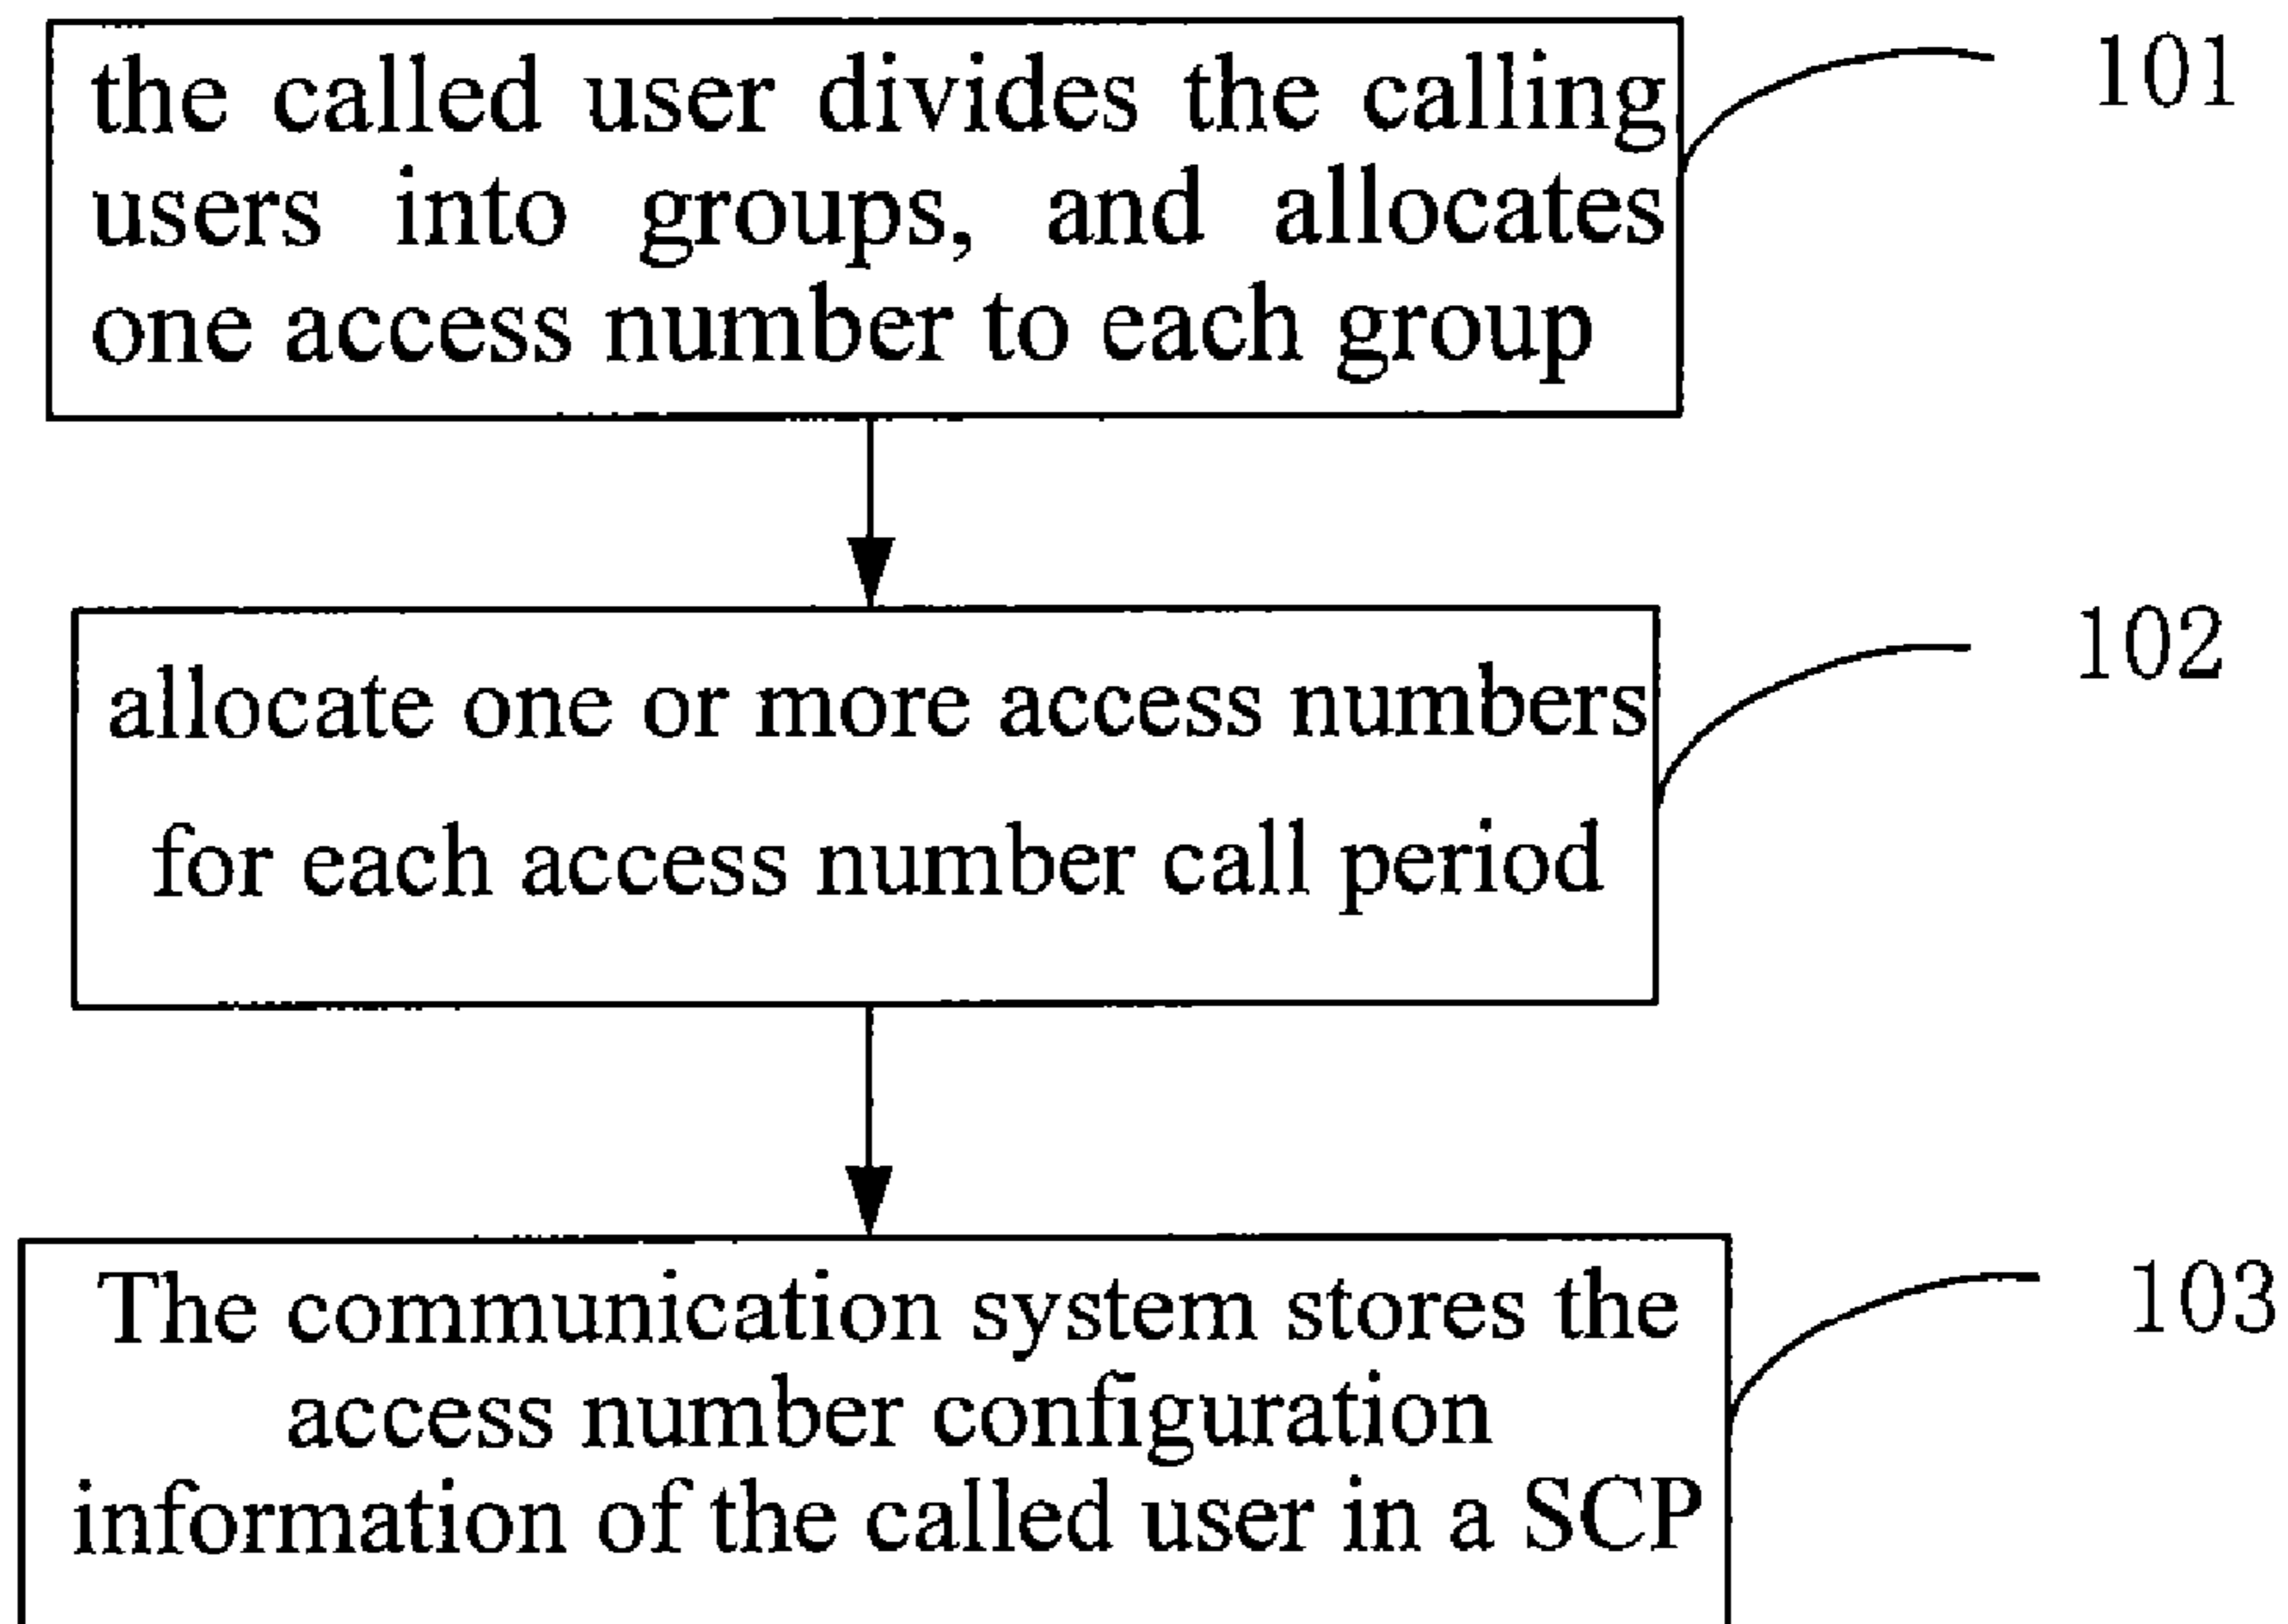 the called user divides the calling
users into groups, and allocates
one access number to each group
101
allocate one or more access numbers
for each access number call period
102
The communication system stores the
access number configuration
information of the called user in a SCP
103